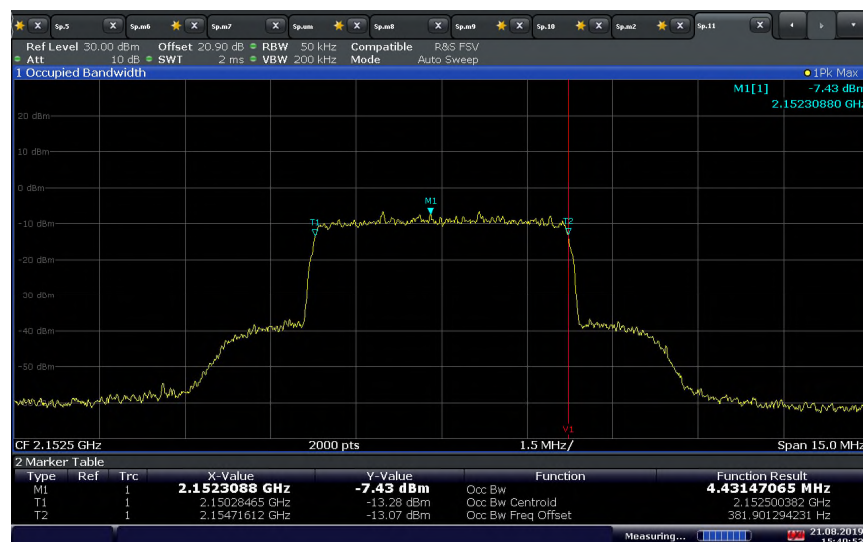 X Sp.5 X Sp.m6 X Sp.m7 X Sp.um X Sp.m8 X Sp.m9 X Sp.10 X Sp.m2 X Sp.11 X
Ref Level 30.00 dBm Offset 20.90 dB RBW 50 kHz Compatible R&S FSV
Att 10 dB SWT 2 ms VBW 200 kHz Mode Auto Sweep
1 Occupied Bandwidth 1Pk Max
M1[1] -7.43 dBm
2.15230880 GHz
20 dBm
10 dBm
0 dBm
M1
-10 dBm
T1
T2
-20 dBm
-30 dBm
-40 dBm
-50 dBm
V1
CF 2.1525 GHz 2000 pts 1.5 MHz/ Span 15.0 MHz
2 Marker Table
Type Ref Trc X-Value Y-Value Function Function Result
M1 1 2.1523088 GHz -7.43 dBm Occ Bw 4.43147065 MHz
T1 1 2.15028465 GHz -13.28 dBm Occ Bw Centroid 2.152500382 GHz
T2 1 2.15471612 GHz -13.07 dBm Occ Bw Freq Offset 381.901294231 Hz
Measuring... 21.08.2019